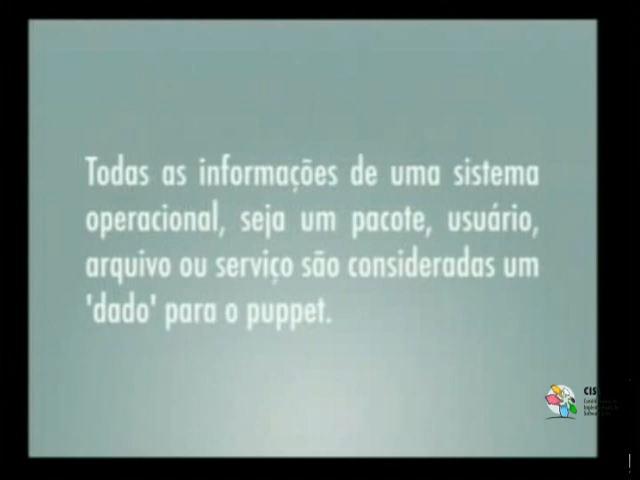 Todas as informações de uma sistema
operacional, seja um pacote, usuário,
arquivo ou serviço são consideradas um
'dado' para o puppet.
CIS